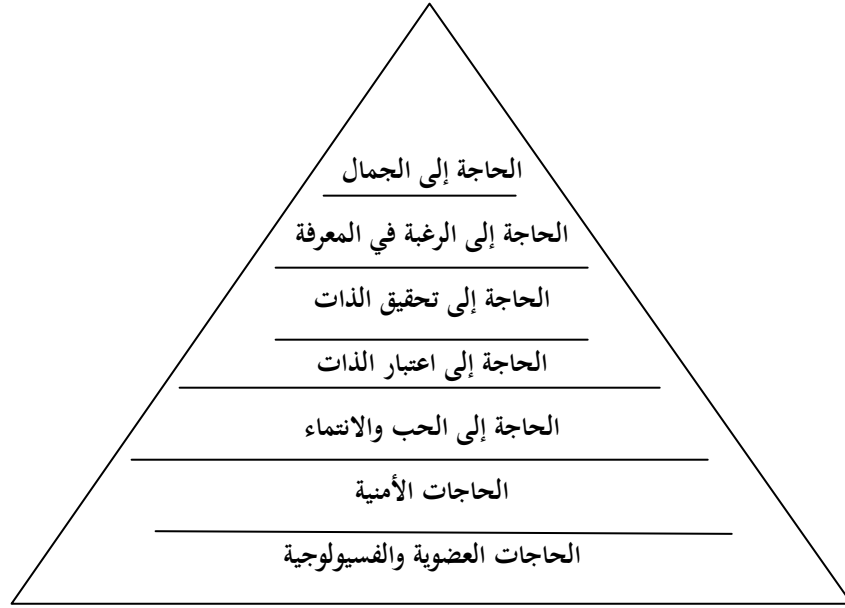 الحاجة إلى الجمال
الحاجة إلى الرغبة في المعرفة
الحاجة إلى تحقيق الذات
الحاجة إلى اعتبار الذات
الحاجة إلى الحب والانتماء
الحاجات الأمنية
الحاجات العضوية والفسيولوجية